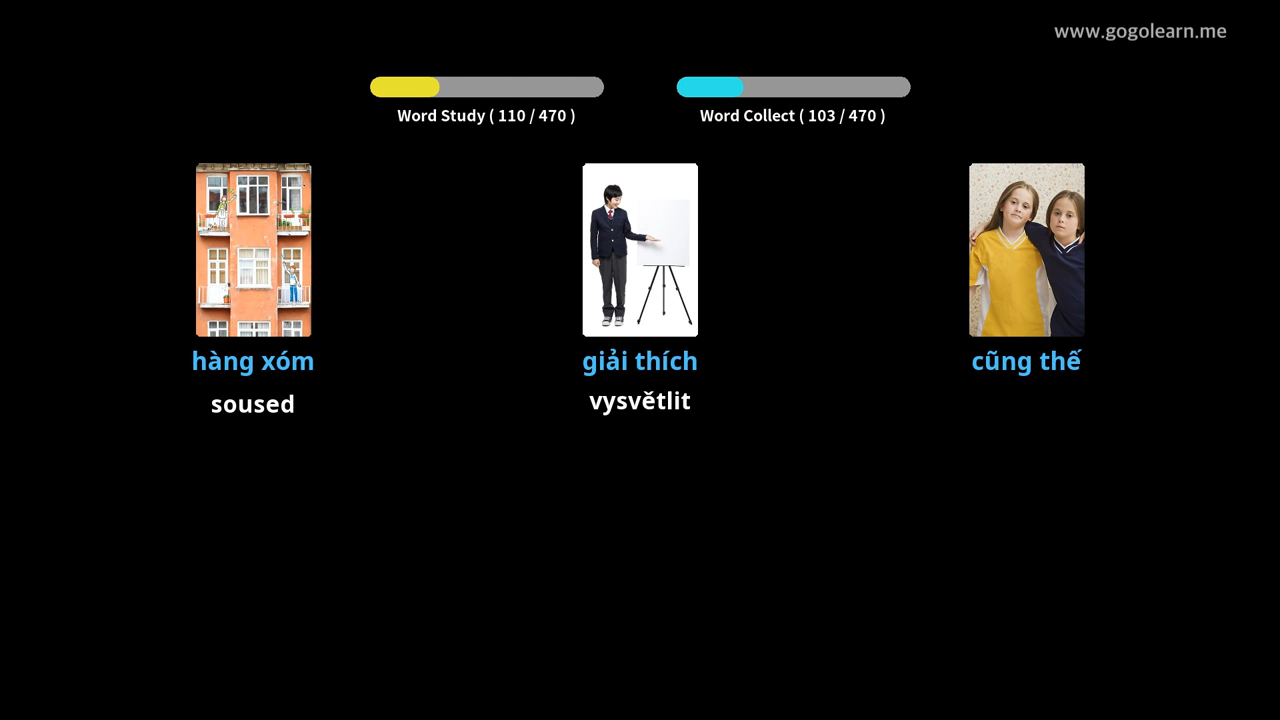 www.gogolearn.me
Word Study ( 110 / 470 )
Word Collect ( 103 / 470 )
hàng xóm
soused
giải thích
vysvětlit
cũng thế